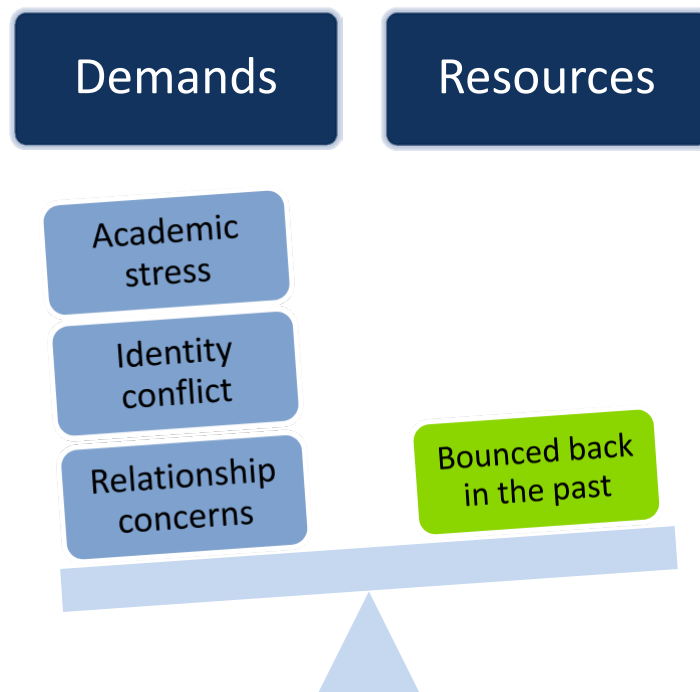 Demands
Resources
Academic
stress
Identity
conflict
Relationship
concerns
Bounced back
in the past